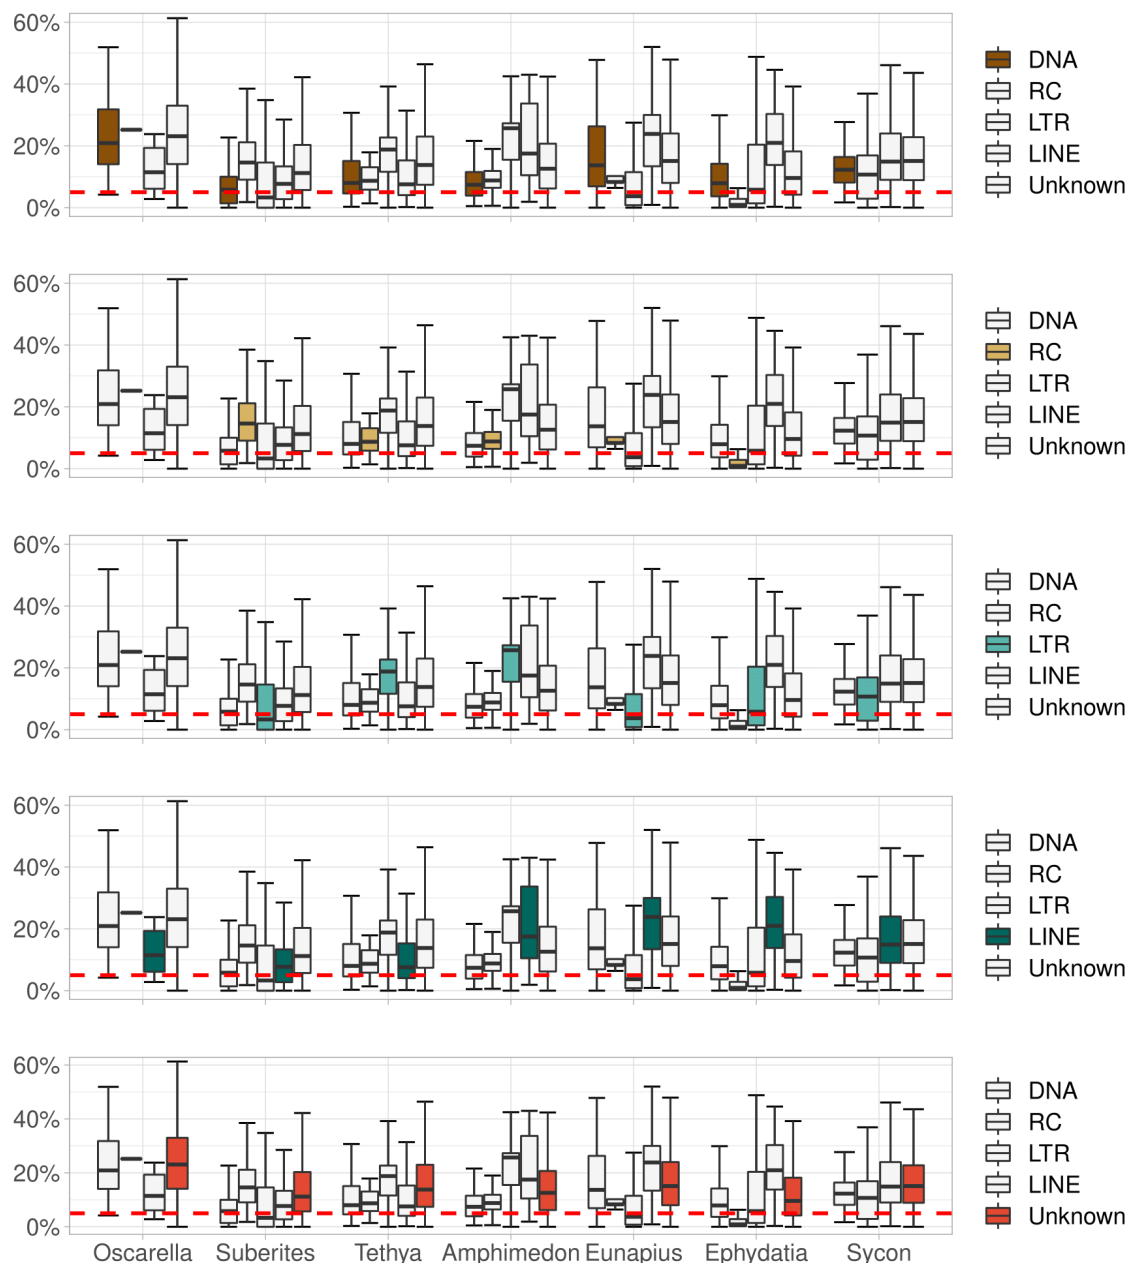 60%
40%
20%
0%
DNA
RC
LTR
LINE
Unknown
60%
40%
20%
0%
DNA
RC
LTR
LINE
Unknown
60%
40%
20%
0%
DNA
RC
LTR
LINE
Unknown
60%
40%
20%
0%
DNA
RC
LTR
LINE
Unknown
60%
40%
20%
0%
DNA
RC
LTR
LINE
Unknown
Oscarella Suberites Tethya Amphimedon Eunapius Ephydatia Sycon